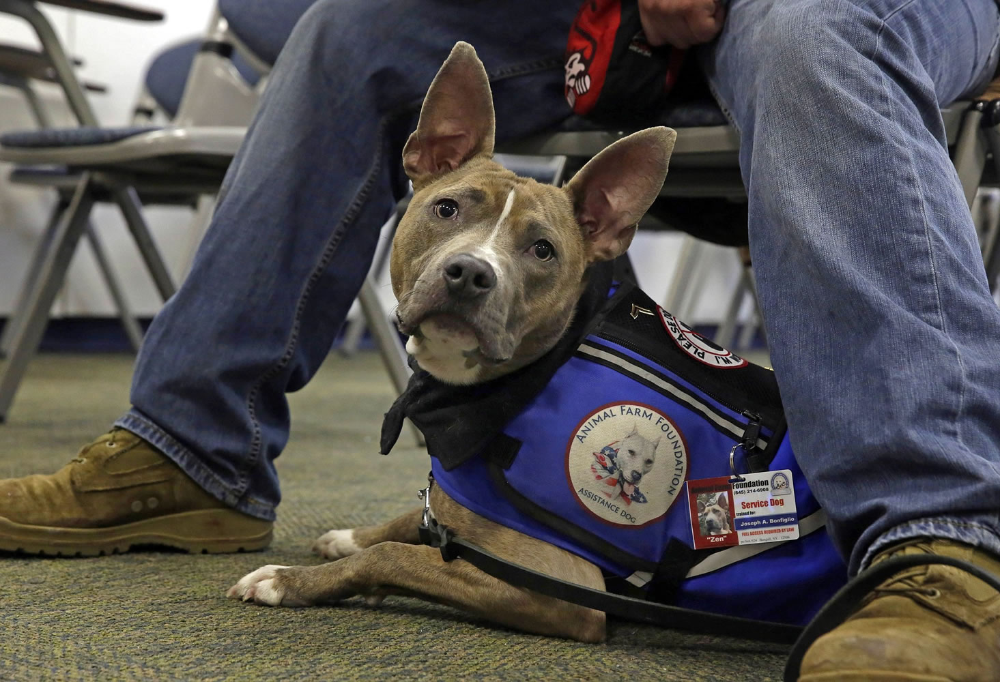 PLEASE
ANIMAL FARM FOUNDATION
ASSISTANCE DOG
Foundation
(845) 214-6908
Service Dog
trained for:
Joseph A. Bonfiglio
FULL ACCESS REQUIRED BY LAW
"Zen"